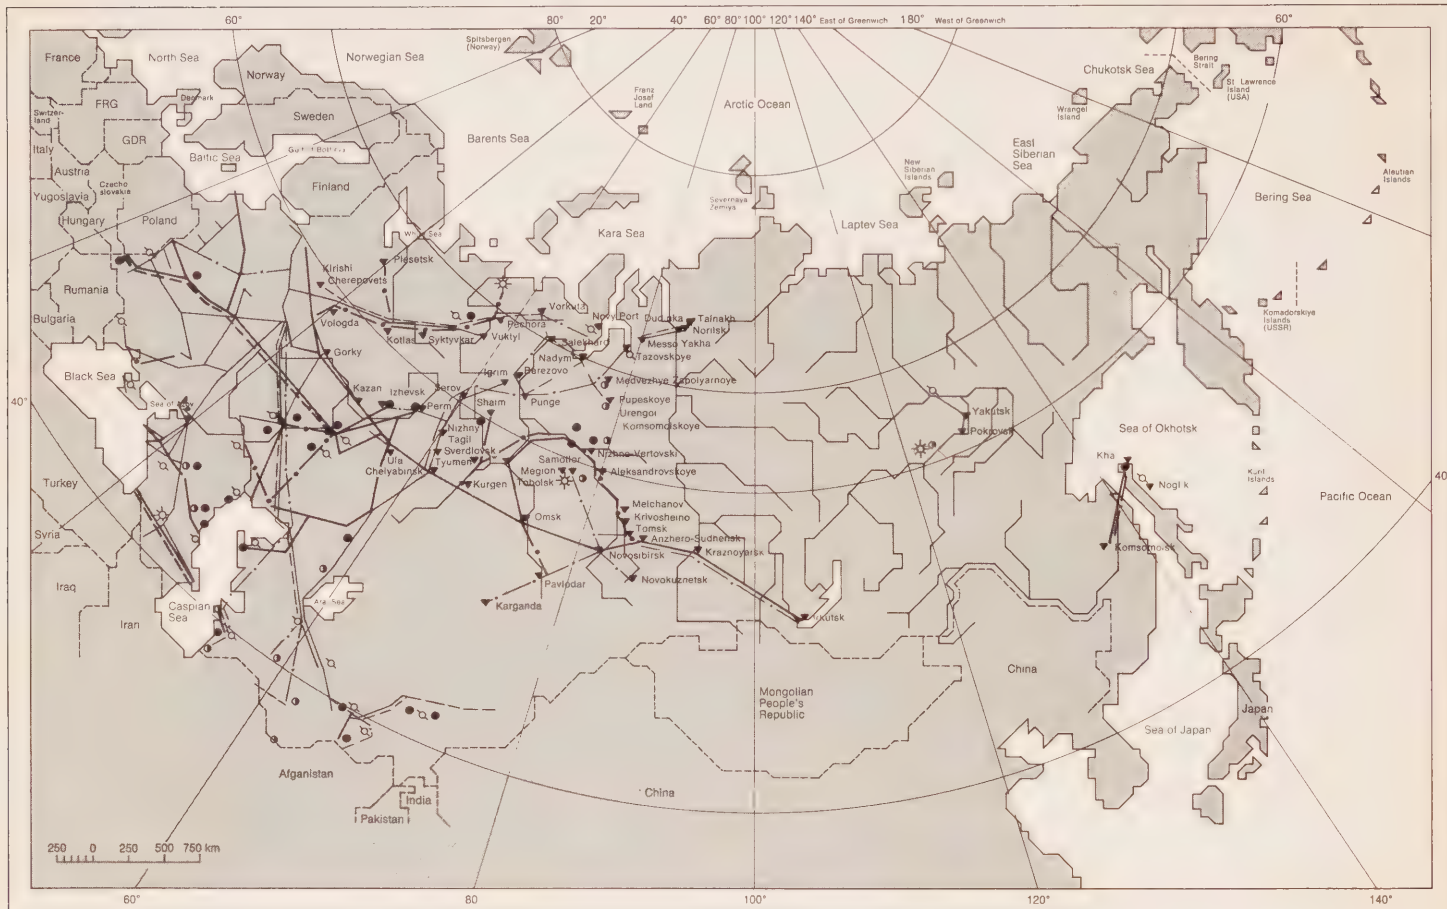 60°
80°
20°
40°
60°
80°
100°
120°
140°
East of Greenwich
180°
West of Greenwich
60°
France
North Sea
Norwegian Sea
Spitsbergen
(Norway)
Chukotsk Sea
Bering
Strait
St Lawrence
Island
(USA)
Norway
FRG
Denmark
Switzer-
land
Sweden
Franz
Josef
Land
Arctic Ocean
Wrangel
Island
GDR
Barents Sea
Italy
Baltic Sea
East
Siberian
Sea
Austria
New
Siberian
Islands
Aleutian
Islands
Czecho
slovakia
Finland
Yugoslavia
Bering Sea
Severnaya
Zemlya
Hungary
Poland
Kara Sea
Laptev Sea
Plesetsk
Kirishi
Cherepovets
Rumania
Komadorskiye
Islands
(USSR)
Vorkuta
Bulgaria
Vologda
Pechora
Novy Port
Dudinka
Talnakh
Norilsk
Kotlas
Syktyvkar
Vuktyl
Salekhard
Messo Yakha
Gorky
Nadym
Tazovskoye
Black Sea
Igrim
Berezovo
Medvezhye
Zapolyarnoye
Kazan
Izhevsk
Serov
Punge
Pupeskoye
40°
Perm
Shaim
Urengoi
Yakutsk
Nizhny
Tagil
Komsomolskoye
Pokrovsk
Sea of Okhotsk
Ufa
Sverdlovsk
Tyumen
Samotlor
Nizhne-Vartovski
Kha
Chelyabinsk
Megion
Aleksandrovskoye
Kuril
Islands
40°
Turkey
Kurgen
Tobolsk
Noglik
Pacific Ocean
Melchanov
Omsk
Krivosheino
Tomsk
Syria
Anzhero-Sudhensk
Kraznoyarsk
Komsomolsk
Novosibirsk
Iraq
Pavlodar
Novokuznetsk
Caspian
Sea
Aral Sea
Karganda
Irkutsk
Iran
China
Mongolian
People's
Republic
Japan
Sea of Japan
Afganistan
China
India
Pakistan
250 0 250 500 750 km
60°
80°
100°
120°
140°